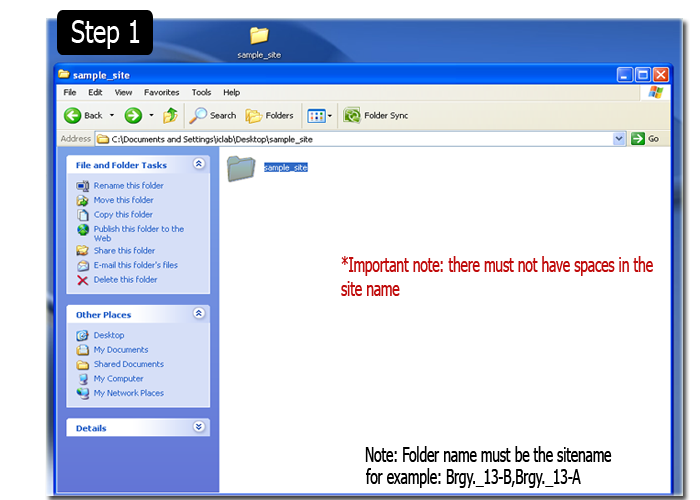 Step 1
sample_site
sample_site
File Edit View Favorites Tools Help
Back Search Folders Folder Sync
Address C:\Documents and Settings\iclab\Desktop\sample_site Go
File and Folder Tasks
Rename this folder
Move this folder
Copy this folder
Publish this folder to the
Web
Share this folder
E-mail this folder's files
Delete this folder
Other Places
Desktop
My Documents
Shared Documents
My Computer
My Network Places
Details
sample_site
*Important note: there must not have spaces in the
site name
Note: Folder name must be the sitename
for example: Brgy._13-B,Brgy._13-A